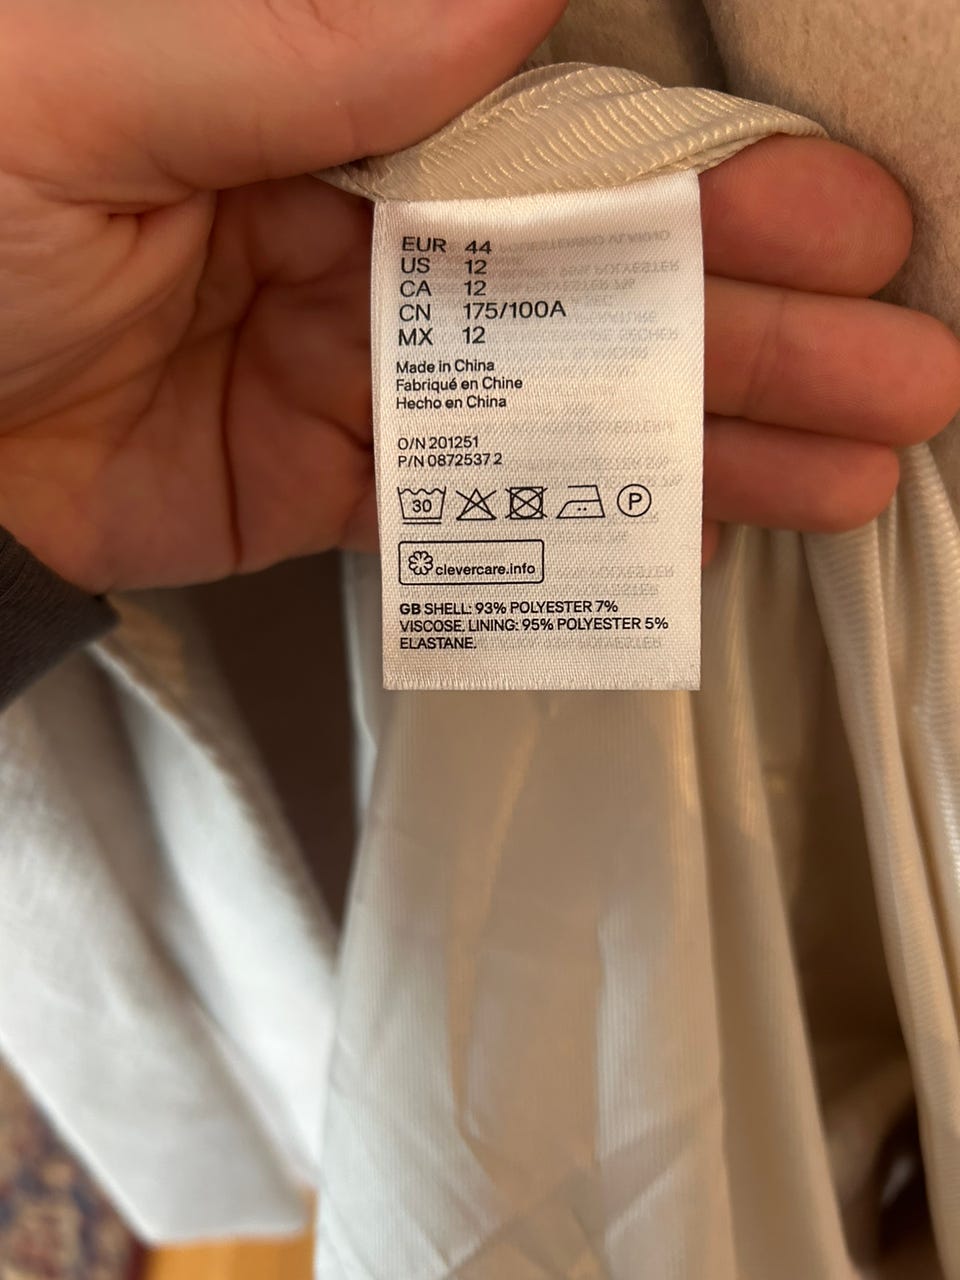 EUR 44
US 12
CA 12
CN 175/100A
MX 12
Made in China
Fabriqué en Chine
Hecho en China
O/N 201251
P/N 0872537 2
30
P
clevercare.info
GB SHELL: 93% POLYESTER 7%
VISCOSE, LINING: 95% POLYESTER 5%
ELASTANE.